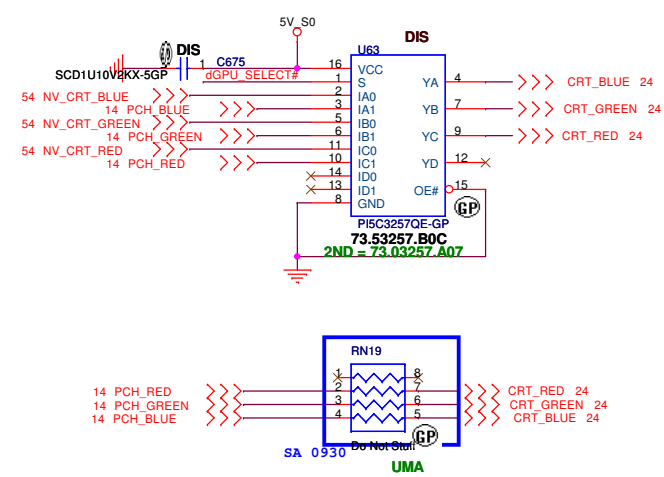 5V_S0
DIS
DIS
U63
1 C675
SCD1U10V2KX-5GP
dGPU_SELECT#
16 VCC
1 S YA 4 CRT_BLUE 24
54 NV_CRT_BLUE 2 IA0
14 PCH_BLUE 3 IA1 YB 7 CRT_GREEN 24
54 NV_CRT_GREEN 5 IB0
14 PCH_GREEN 6 IB1 YC 9 CRT_RED 24
54 NV_CRT_RED 11 IC0
14 PCH_RED 10 IC1 YD 12
14 ID0
13 ID1 OE# 15
8 GND
GP
PI5C3257QE-GP
73.53257.B0C
2ND = 73.03257.A07
RN19
1 8
14 PCH_RED 2 7 CRT_RED 24
14 PCH_GREEN 3 6 CRT_GREEN 24
14 PCH_BLUE 4 5 CRT_BLUE 24
GP
Do Not Stuff
SA 0930
UMA